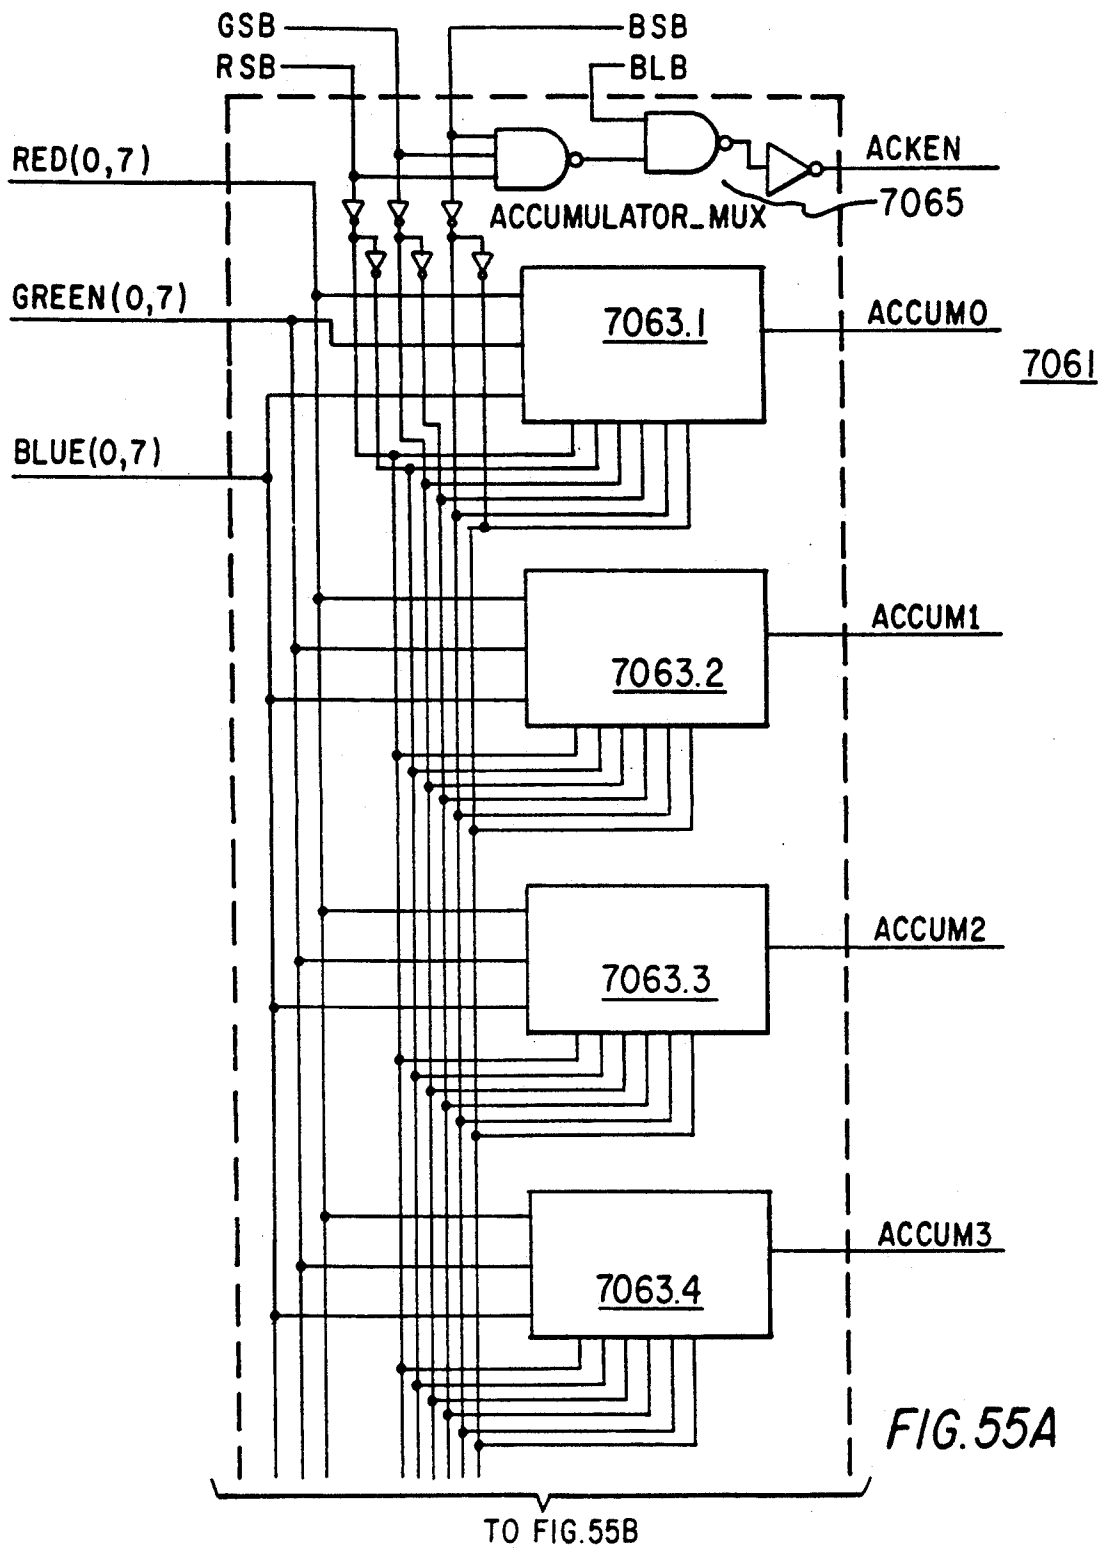 GSB
BSB
RSB
BLB
RED(0,7)
ACKEN
7065
ACCUMULATOR_MUX
GREEN(0,7)
7063.1
ACCUM0
7061
BLUE(0,7)
ACCUM1
7063.2
ACCUM2
7063.3
ACCUM3
7063.4
FIG.55A
TO FIG.55B